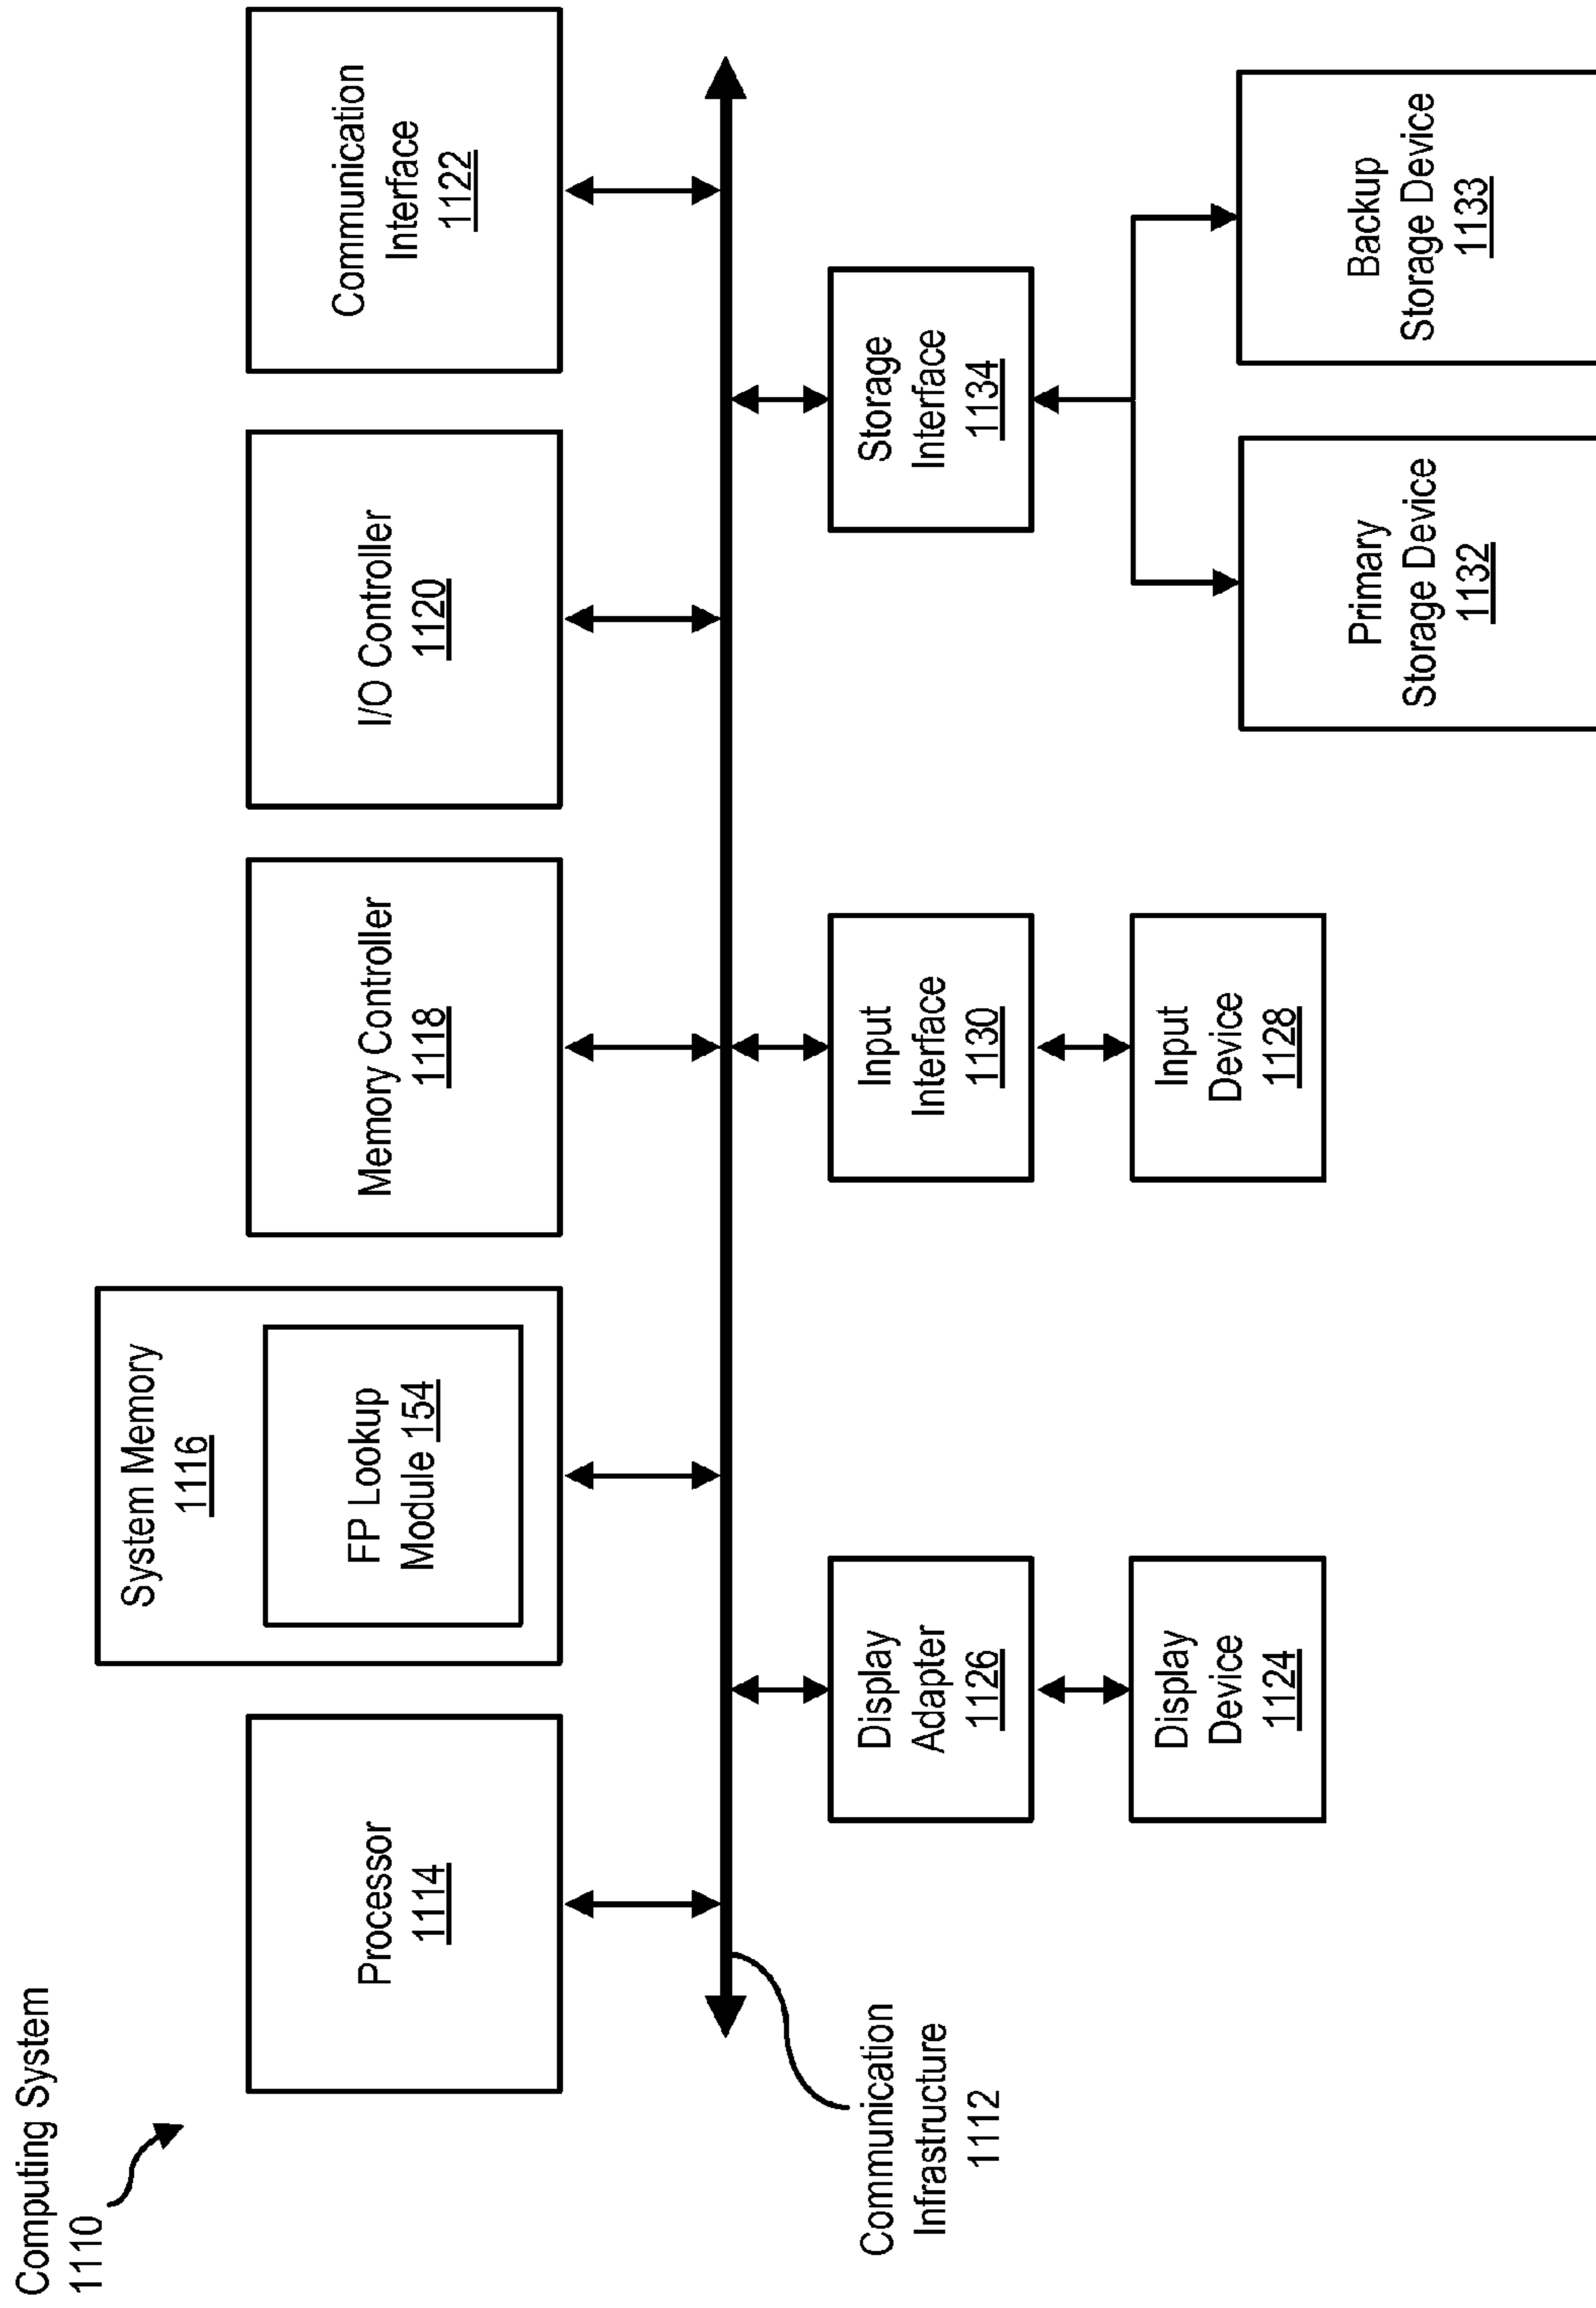 Computing System
1110
Processor
1114
System Memory
1116
FP Lookup
Module 154
Memory Controller
1118
I/O Controller
1120
Communication
Interface
1122
Communication
Infrastructure
1112
Display
Adapter
1126
Input
Interface
1130
Storage
Interface
1134
Display
Device
1124
Input
Device
1128
Primary
Storage Device
1132
Backup
Storage Device
1133